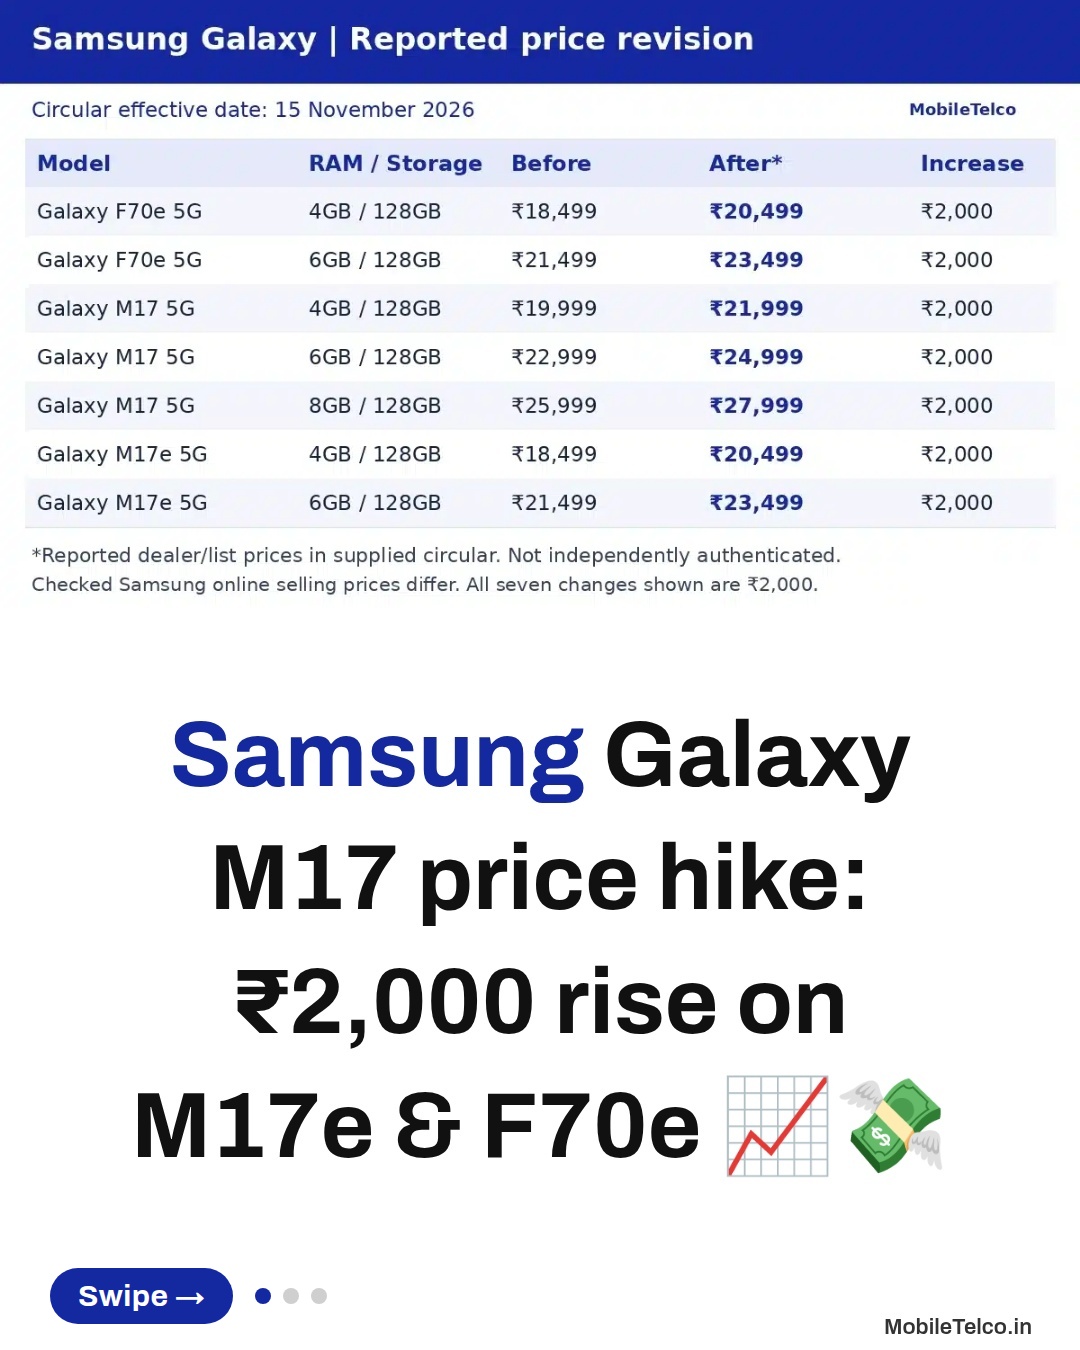 Samsung Galaxy | Reported price revision
Circular effective date: 15 November 2026 MobileTelco
Model RAM / Storage Before After* Increase
Galaxy F70e 5G 4GB / 128GB ₹18,499 ₹20,499 ₹2,000
Galaxy F70e 5G 6GB / 128GB ₹21,499 ₹23,499 ₹2,000
Galaxy M17 5G 4GB / 128GB ₹19,999 ₹21,999 ₹2,000
Galaxy M17 5G 6GB / 128GB ₹22,999 ₹24,999 ₹2,000
Galaxy M17 5G 8GB / 128GB ₹25,999 ₹27,999 ₹2,000
Galaxy M17e 5G 4GB / 128GB ₹18,499 ₹20,499 ₹2,000
Galaxy M17e 5G 6GB / 128GB ₹21,499 ₹23,499 ₹2,000
*Reported dealer/list prices in supplied circular. Not independently authenticated.
Checked Samsung online selling prices differ. All seven changes shown are ₹2,000.
Samsung Galaxy
M17 price hike:
₹2,000 rise on
M17e & F70e 📈 💸
Swipe →
MobileTelco.in